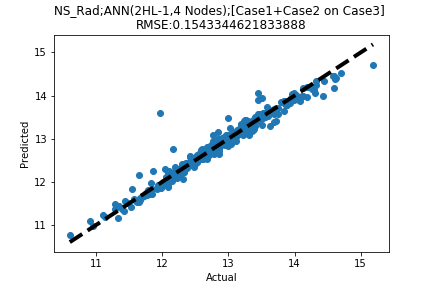 NS_Rad;ANN(2HL-1,4 Nodes);[Case1+Case2 on Case3]
RMSE:0.1543344621833888
15
14
13
12
11
Predicted
11 12 13 14 15
Actual